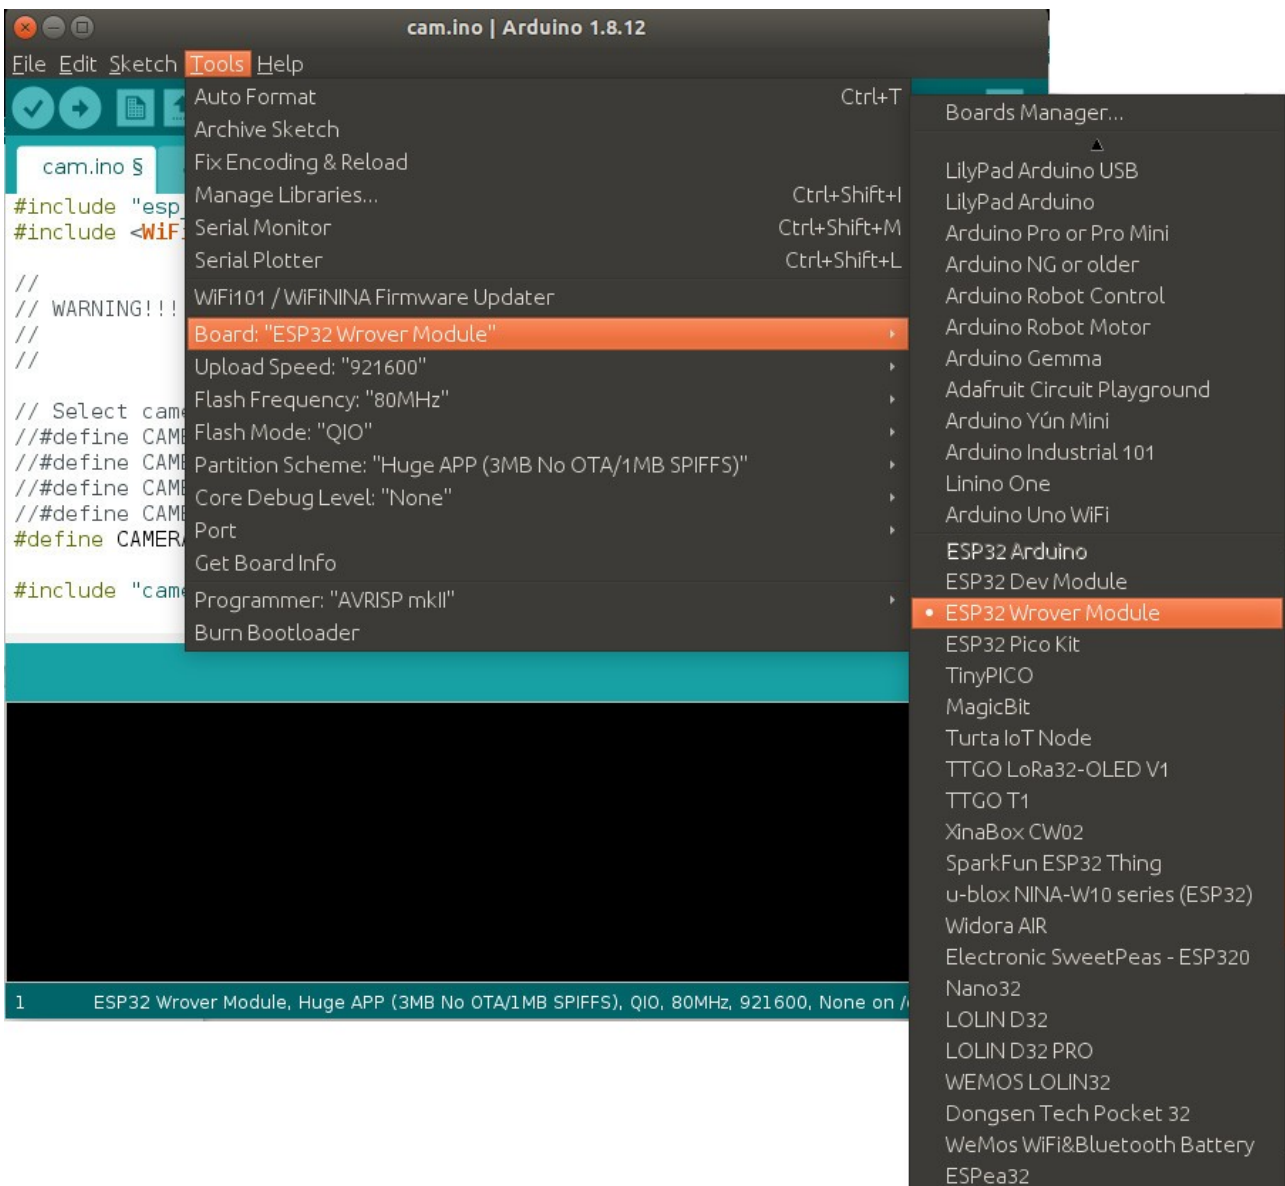 cam.ino | Arduino 1.8.12
File Edit Sketch Tools Help
cam.ino §
#include "esp
#include <WiFi
//
// WARNING!!!
//
//
// Select came
//#define CAME
//#define CAME
//#define CAME
//#define CAME
#define CAMERA
#include "came
Auto Format Ctrl+T
Archive Sketch
Fix Encoding & Reload
Manage Libraries... Ctrl+Shift+I
Serial Monitor Ctrl+Shift+M
Serial Plotter Ctrl+Shift+L
WiFi101 / WiFiNINA Firmware Updater
Board: "ESP32 Wrover Module"
Upload Speed: "921600"
Flash Frequency: "80MHz"
Flash Mode: "QIO"
Partition Scheme: "Huge APP (3MB No OTA/1MB SPIFFS)"
Core Debug Level: "None"
Port
Get Board Info
Programmer: "AVRISP mkII"
Burn Bootloader
Boards Manager...
LilyPad Arduino USB
LilyPad Arduino
Arduino Pro or Pro Mini
Arduino NG or older
Arduino Robot Control
Arduino Robot Motor
Arduino Gemma
Adafruit Circuit Playground
Arduino Yún Mini
Arduino Industrial 101
Linino One
Arduino Uno WiFi
ESP32 Arduino
ESP32 Dev Module
ESP32 Wrover Module
ESP32 Pico Kit
TinyPICO
MagicBit
Turta IoT Node
TTGO LoRa32-OLED V1
TTGO T1
XinaBox CW02
SparkFun ESP32 Thing
u-blox NINA-W10 series (ESP32)
Widora AIR
Electronic SweetPeas - ESP320
Nano32
LOLIN D32
LOLIN D32 PRO
WEMOS LOLIN32
Dongsen Tech Pocket 32
WeMos WiFi&Bluetooth Battery
ESPea32
1 ESP32 Wrover Module, Huge APP (3MB No OTA/1MB SPIFFS), QIO, 80MHz, 921600, None on /